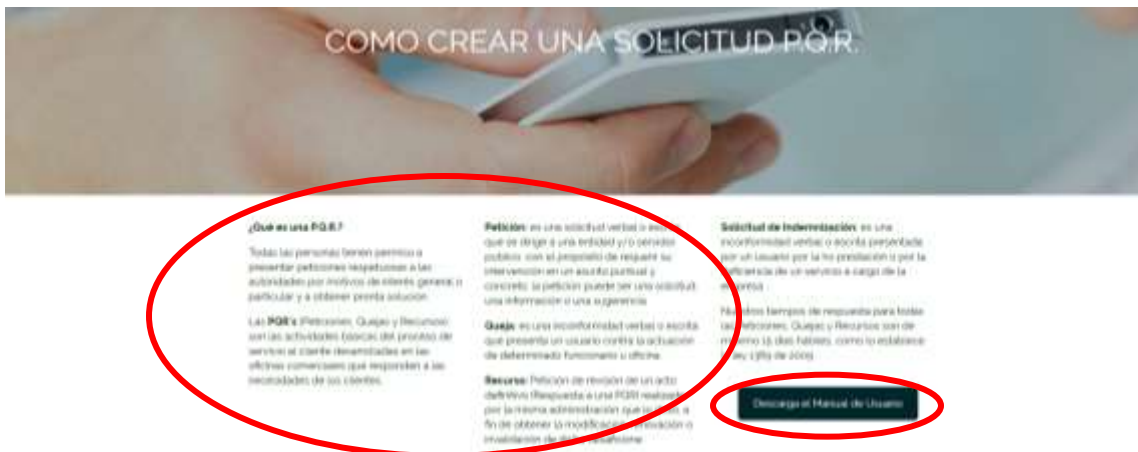 COMO CREAR UNA SOLICITUD P.Q.R.
¿Qué es una P.Q.R.?
Todas las personas tienen permiso a
presentar peticiones respetuosas a las
autoridades por motivos de interés general o
particular y a obtener pronta solución.
Las PQR's (Peticiones, Quejas y Recursos)
son las actividades básicas del proceso de
servicio al cliente desarrolladas en las
oficinas comerciales que responden a las
necesidades de los clientes.
Petición: es una solicitud verbal o
que se dirige a una entidad y/o servidor
público, con el propósito de requerir su
intervención en un asunto puntual y
concreto, la petición puede ser una solicitud,
una información o una sugerencia.
Queja: es una inconformidad verbal o escrita
que presenta un usuario contra la actuación
de determinado funcionario u oficina.
Recurso: Petición de revisión de un acto
definitivo (Respuesta a una PQR) realizada
por la misma administración que lo
fin de obtener la modificación, o
invalidación de
Solicitud de Indemnización: es una
inconformidad verbal o escrita presentada
por un usuario por la no prestación o por la
deficiencia de un servicio a cargo de la
empresa.
Nuestros tiempos de respuesta para todas
las Peticiones, Quejas y Recursos son de
máximo 15 días hábiles, como lo establece
ley 1369 de 2009
Descarga el Manual de Usuario